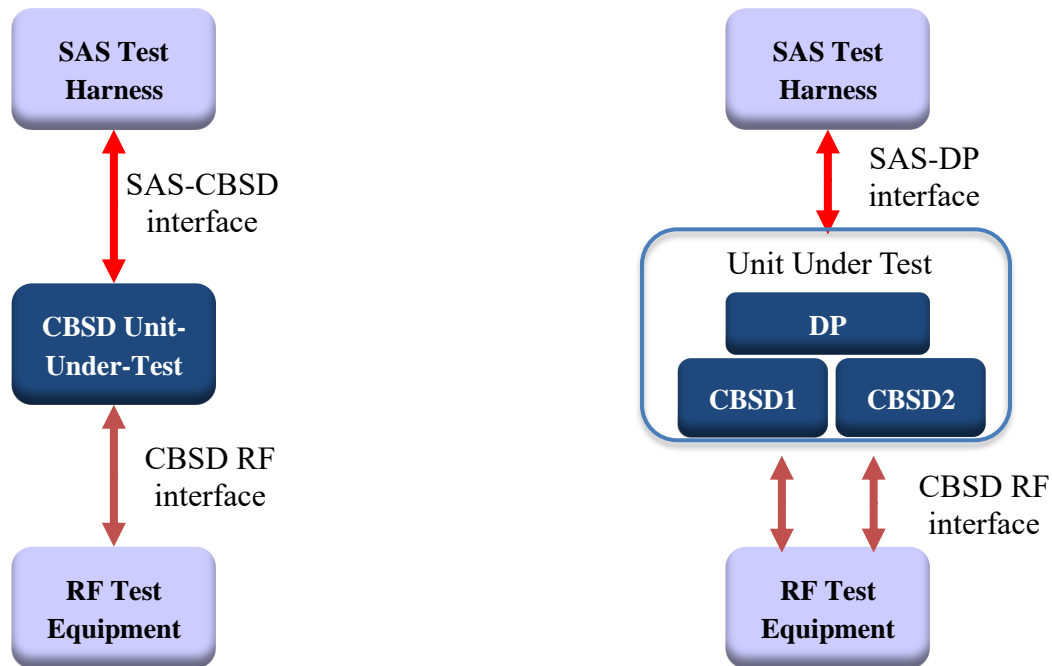 SAS Test
Harness
SAS-CBSD
interface
CBSD Unit-
Under-Test
CBSD RF
interface
RF Test
Equipment
SAS Test
Harness
SAS-DP
interface
Unit Under Test
DP
CBSD1
CBSD2
CBSD RF
interface
RF Test
Equipment